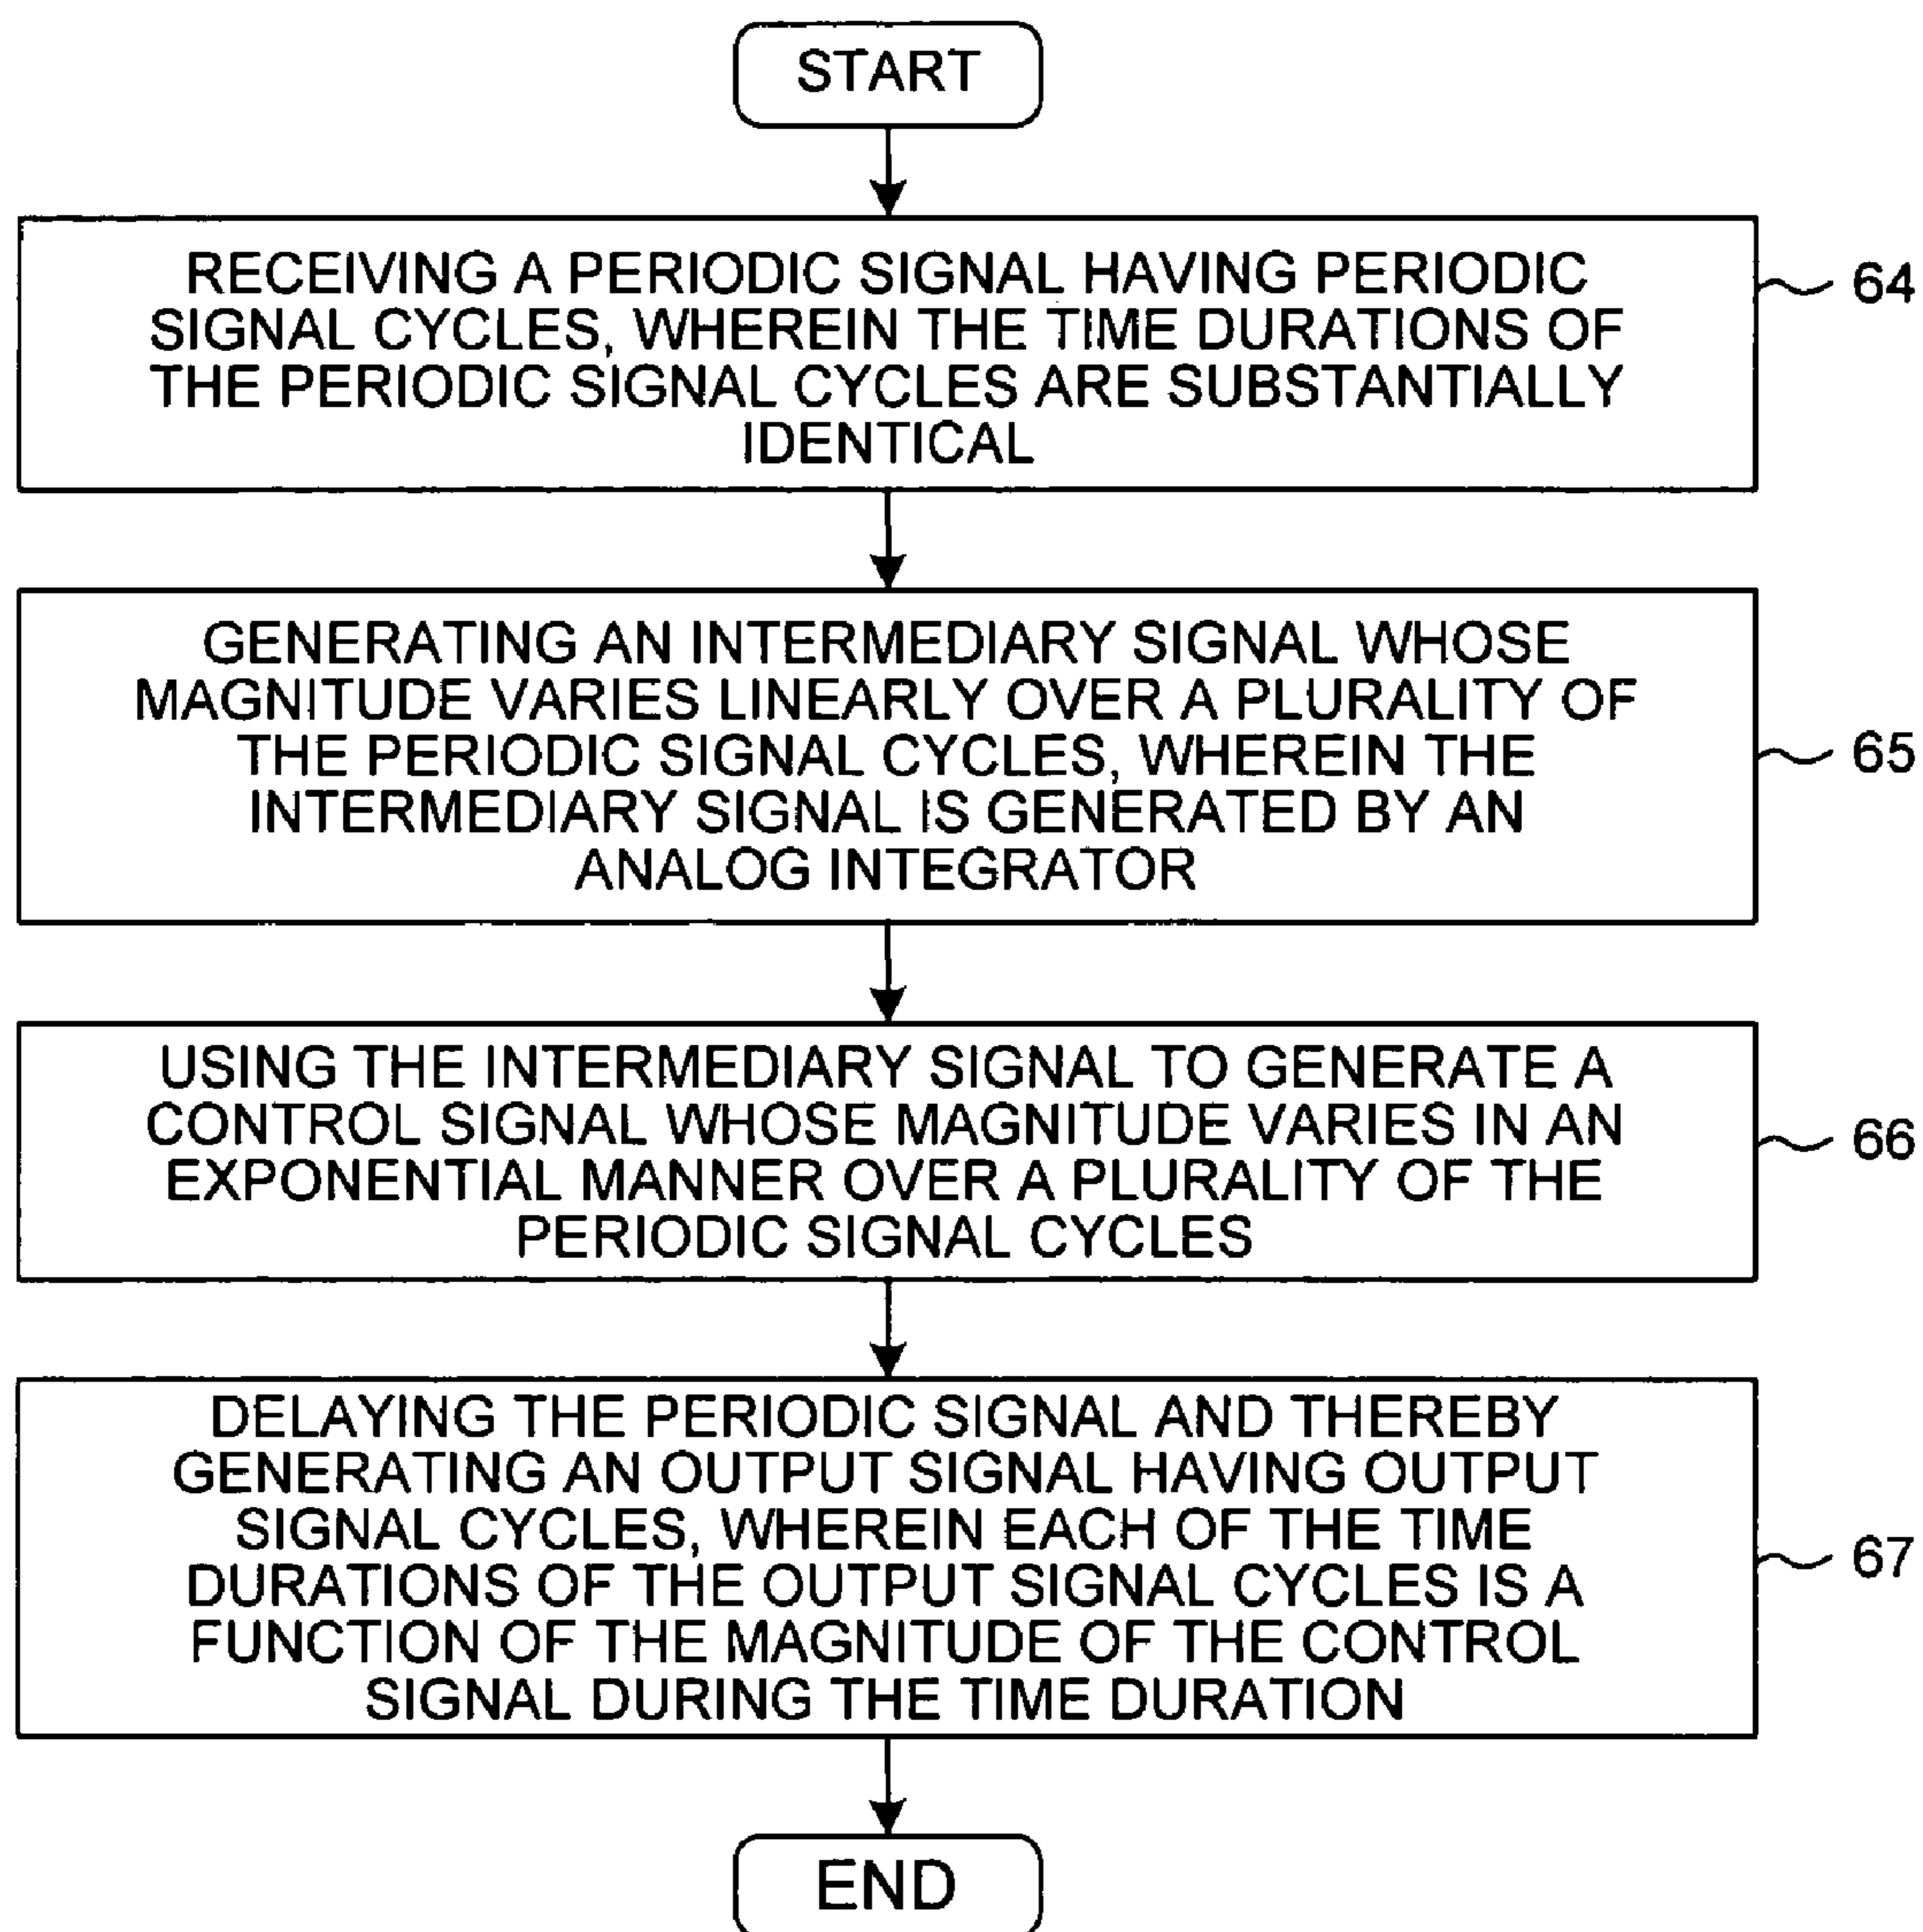 START
RECEIVING A PERIODIC SIGNAL HAVING PERIODIC
SIGNAL CYCLES, WHEREIN THE TIME DURATIONS OF
THE PERIODIC SIGNAL CYCLES ARE SUBSTANTIALLY
IDENTICAL
64
GENERATING AN INTERMEDIARY SIGNAL WHOSE
MAGNITUDE VARIES LINEARLY OVER A PLURALITY OF
THE PERIODIC SIGNAL CYCLES, WHEREIN THE
INTERMEDIARY SIGNAL IS GENERATED BY AN
ANALOG INTEGRATOR
65
USING THE INTERMEDIARY SIGNAL TO GENERATE A
CONTROL SIGNAL WHOSE MAGNITUDE VARIES IN AN
EXPONENTIAL MANNER OVER A PLURALITY OF THE
PERIODIC SIGNAL CYCLES
66
DELAYING THE PERIODIC SIGNAL AND THEREBY
GENERATING AN OUTPUT SIGNAL HAVING OUTPUT
SIGNAL CYCLES, WHEREIN EACH OF THE TIME
DURATIONS OF THE OUTPUT SIGNAL CYCLES IS A
FUNCTION OF THE MAGNITUDE OF THE CONTROL
SIGNAL DURING THE TIME DURATION
67
END